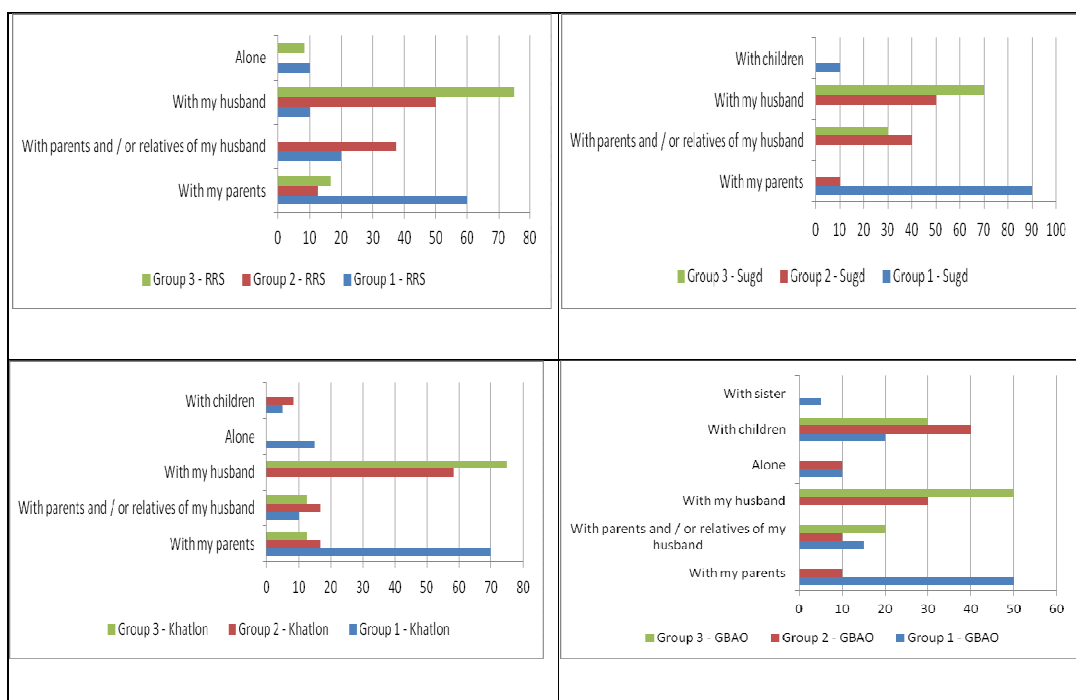 Alone
With my husband
With parents and / or relatives of my husband
With my parents
0 10 20 30 40 50 60 70 80
Group 3 - RRS Group 2 - RRS Group 1 - RRS
With children
With my husband
With parents and / or relatives of my husband
With my parents
0 10 20 30 40 50 60 70 80 90 100
Group 3 - Sugd Group 2 - Sugd Group 1 - Sugd
With children
Alone
With my husband
With parents and / or relatives of my husband
With my parents
0 10 20 30 40 50 60 70 80
Group 3 - Khatlon Group 2 - Khatlon Group 1 - Khatlon
With sister
With children
Alone
With my husband
With parents and / or relatives of my
husband
With my parents
0 10 20 30 40 50 60
Group 3 - GBAO Group 2 - GBAO Group 1 - GBAO